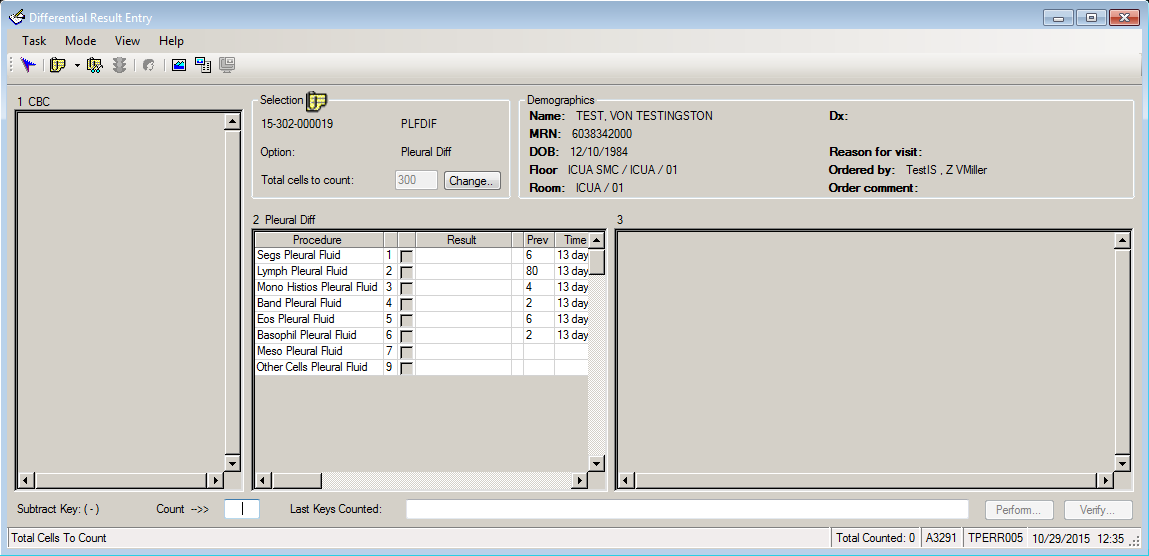 Differential Result Entry
Task Mode View Help
1 CBC
Selection
15-302-000019 PLFDIF
Option: Pleural Diff
Total cells to count: 300 Change..
Demographics
Name: TEST, VON TESTINGSTON Dx:
MRN: 6038342000
DOB: 12/10/1984 Reason for visit:
Floor ICUA SMC / ICUA / 01 Ordered by: TestIS , Z VMiller
Room: ICUA / 01 Order comment:
2 Pleural Diff
3
Procedure Result Prev Time
Segs Pleural Fluid 1 6 13 day
Lymph Pleural Fluid 2 80 13 day
Mono Histios Pleural Fluid 3 4 13 day
Band Pleural Fluid 4 2 13 day
Eos Pleural Fluid 5 6 13 day
Basophil Pleural Fluid 6 2 13 day
Meso Pleural Fluid 7
Other Cells Pleural Fluid 9
Subtract Key: ( - ) Count -->> Last Keys Counted: Perform... Verify...
Total Cells To Count Total Counted: 0 A3291 TPERR005 10/29/2015 12:35